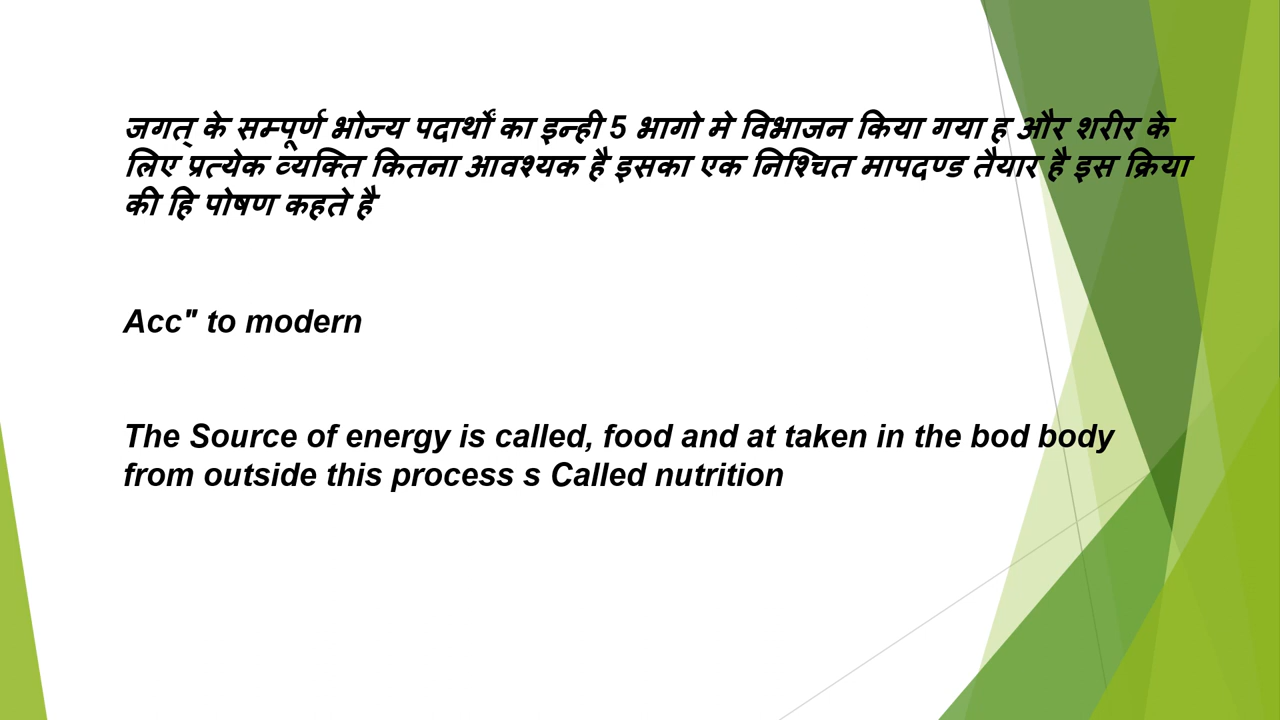 जगत् के सम्पूर्ण भोज्य पदार्थों का इन्ही 5 भागो मे विभाजन किया गया ह और शरीर के
लिए प्रत्येक व्यक्ति कितना आवश्यक है इसका एक निश्चित मापदण्ड तैयार है इस क्रिया
की हि पोषण कहते है
Acc" to modern
The Source of energy is called, food and at taken in the bod body
from outside this process s Called nutrition